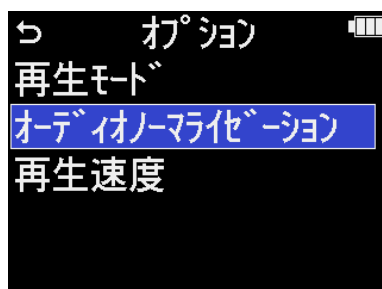 オプション
再生モード
オーディオノーマライゼーション
再生速度